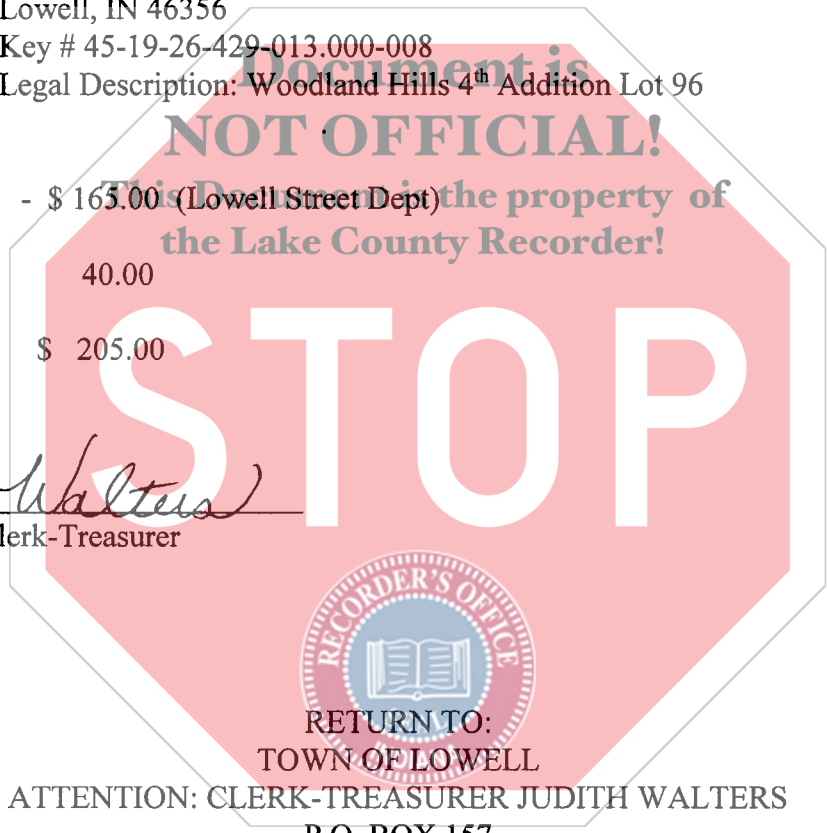 Lowell, IN 46356
Key # 45-19-26-429-013.000-008
Document is
Legal Description: Woodland Hills 4th Addition Lot 96
NOT OFFICIAL!
- $ 165.00 (Lowell Street Dept)
This Document is the property of
the Lake County Recorder!
40.00
$ 205.00
STOP
Walters
lerk-Treasurer
RECORDER'S OFFICE
RETURN TO:
TOWN OF LOWELL
ATTENTION: CLERK-TREASURER JUDITH WALTERS
P.O. BOX 157